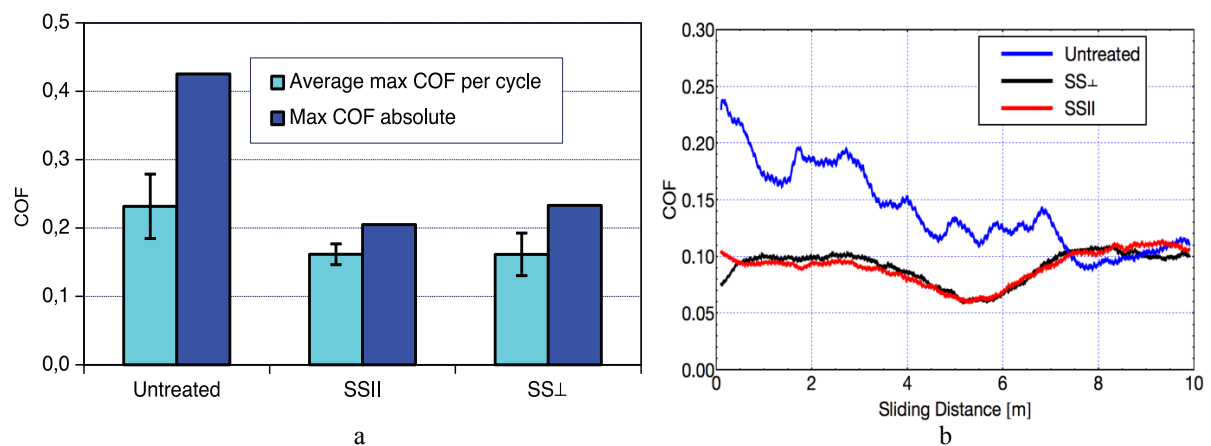 0,5
0,4
0,3
0,2
0,1
0,0
COF
Average max COF per cycle
Max COF absolute
Untreated
SSII
SS⊥
a
0.30
0.25
0.20
0.15
0.10
0.05
0.00
COF
Untreated
SS⊥
SSII
0
2
4
6
8
10
Sliding Distance [m]
b